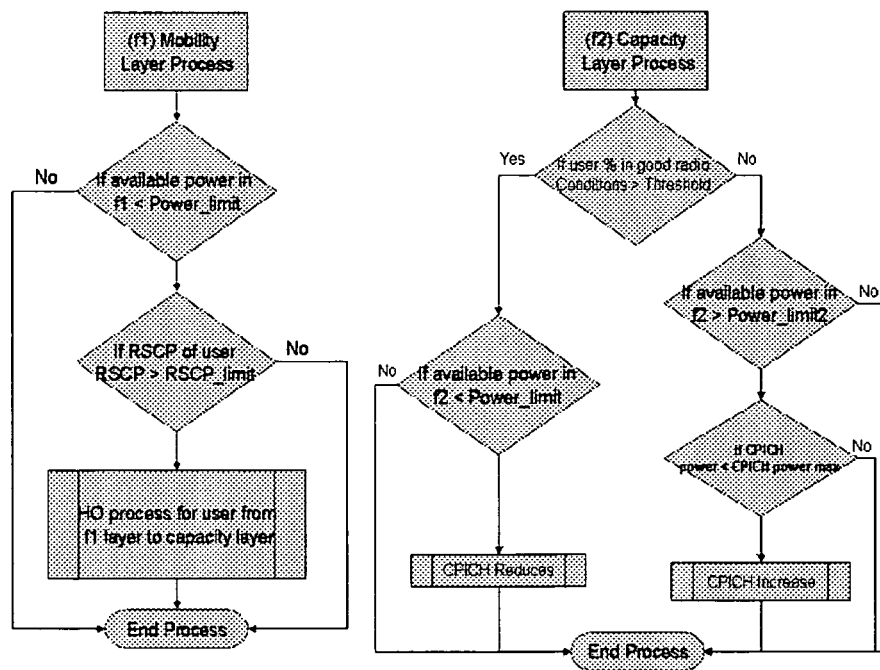 (f1) Mobility
Layer Process
No
If available power in
f1 < Power_limit
If RSCP of user
RSCP > RSCP_limit
No
HO process for user from
f1 layer to capacity layer
End Process
(f2) Capacity
Layer Process
Yes
If user % in good radio
Conditions > Threshold
No
If available power in
f2 > Power_limit2
No
No
If available power in
f2 < Power_limit
If CPICH
power < CPICH power max
No
CPICH Reduces
CPICH Increase
End Process